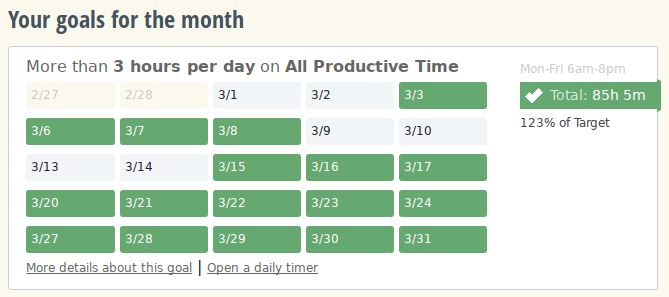 Your goals for the month
More than 3 hours per day on All Productive Time
Mon-Fri 6am-8pm
2/27 2/28 3/1 3/2 3/3
Total: 85h 5m
3/6 3/7 3/8 3/9 3/10
123% of Target
3/13 3/14 3/15 3/16 3/17
3/20 3/21 3/22 3/23 3/24
3/27 3/28 3/29 3/30 3/31
More details about this goal | Open a daily timer